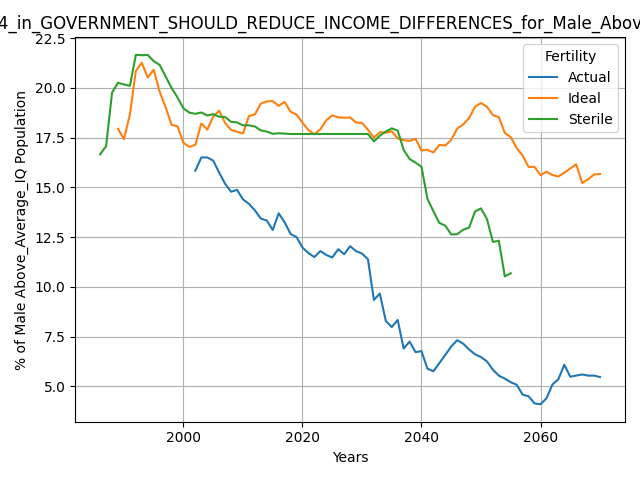 4_in_GOVERNMENT_SHOULD_REDUCE_INCOME_DIFFERENCES_for_Male_Abov
Fertility
Actual
Ideal
Sterile
% of Male Above_Average_IQ Population
22.5
20.0
17.5
15.0
12.5
10.0
7.5
5.0
2000 2020 2040 2060
Years